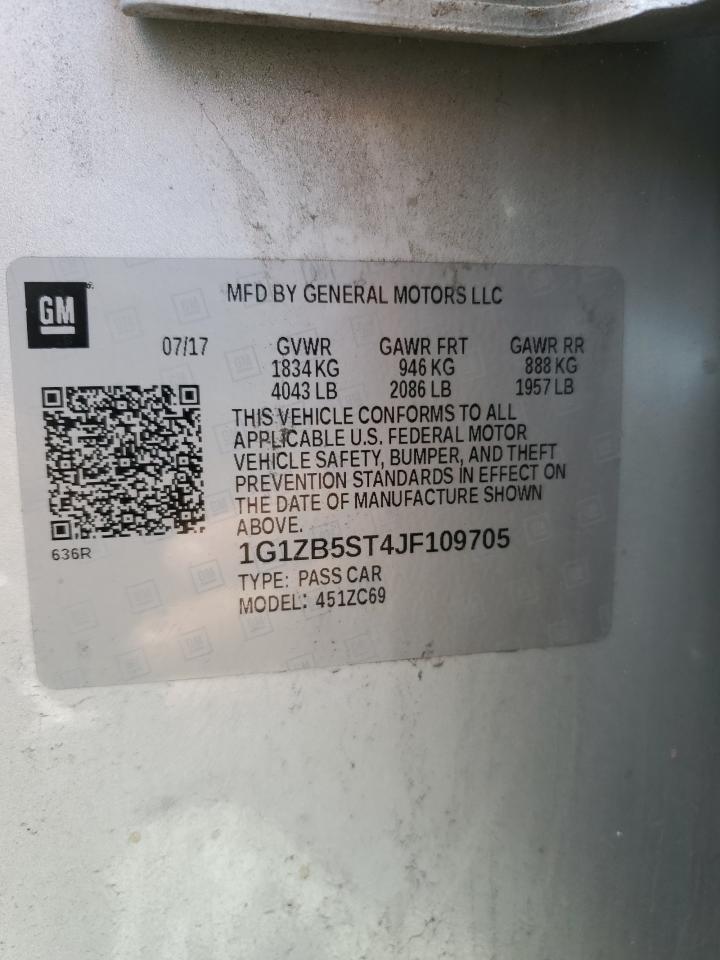 GM
MFD BY GENERAL MOTORS LLC
07/17 GVWR GAWR FRT GAWR RR
1834 KG 946 KG 888 KG
4043 LB 2086 LB 1957 LB
THIS VEHICLE CONFORMS TO ALL
APPLICABLE U.S. FEDERAL MOTOR
VEHICLE SAFETY, BUMPER, AND THEFT
PREVENTION STANDARDS IN EFFECT ON
THE DATE OF MANUFACTURE SHOWN
ABOVE.
636R
1G1ZB5ST4JF109705
TYPE: PASS CAR
MODEL: 451ZC69